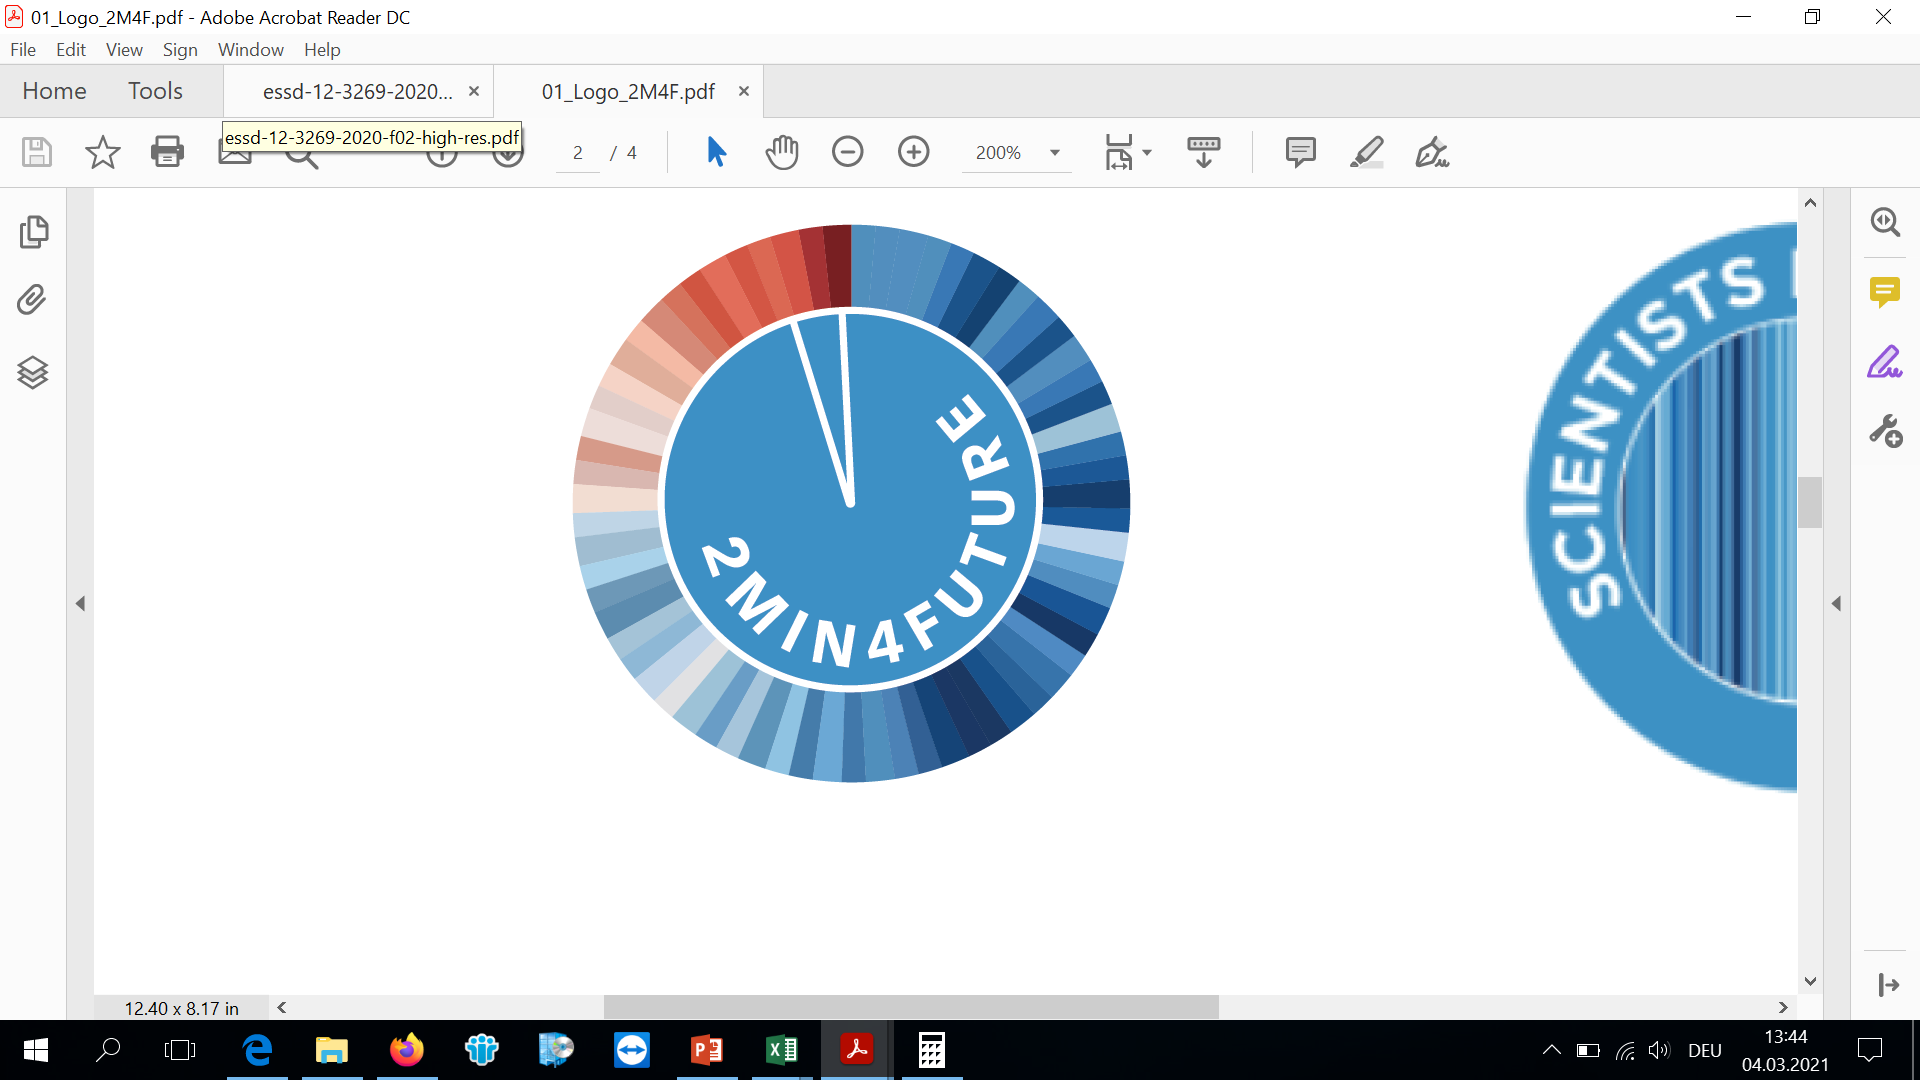 01_Logo_2M4F.pdf - Adobe Acrobat Reader DC
File Edit View Sign Window Help
Home Tools essd-12-3269-2020... × 01_Logo_2M4F.pdf ×
essd-12-3269-2020-f02-high-res.pdf
2 / 4 200%
2MIN4FUTURE
SCIENTISTS
12.40 x 8.17 in
DEU
13:44
04.03.2021